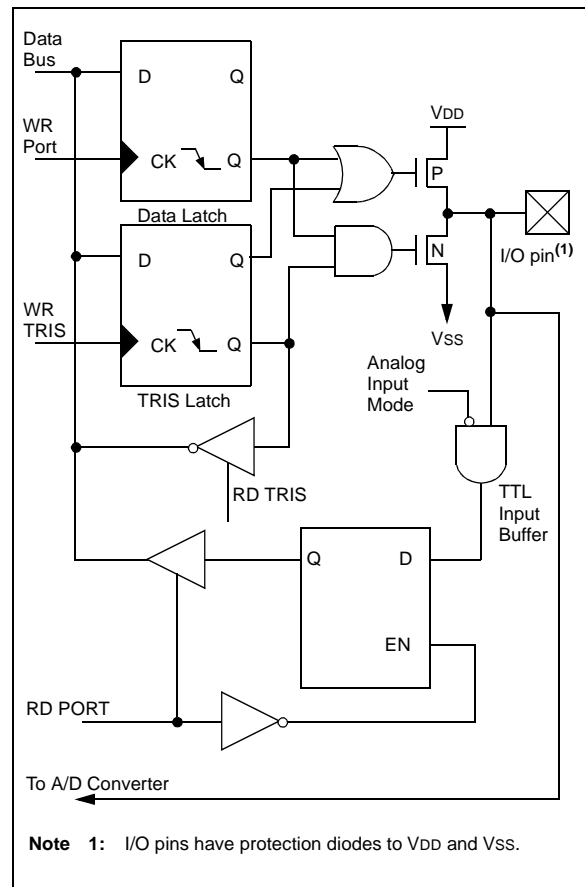 Data
Bus
D
Q
VDD
WR
Port
CK
Q
P
Data Latch
N
I/O pin(1)
D
Q
WR
TRIS
CK
Q
VSS
TRIS Latch
Analog
Input
Mode
RD TRIS
TTL
Input
Buffer
Q
D
EN
RD PORT
To A/D Converter
Note 1: I/O pins have protection diodes to VDD and VSS.